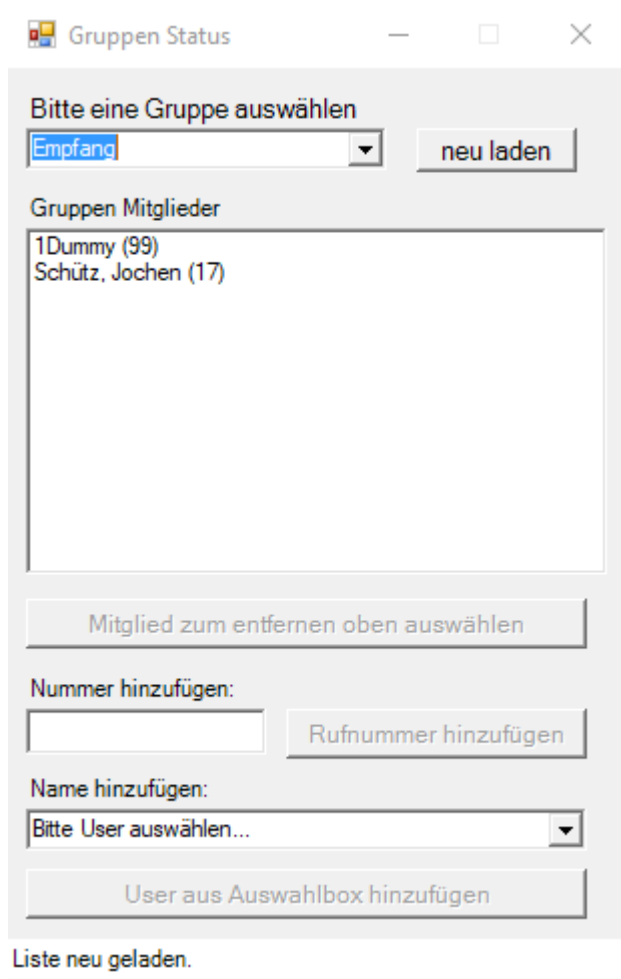 Gruppen Status
Bitte eine Gruppe auswählen
Empfang
neu laden
Gruppen Mitglieder
1Dummy (99)
Schütz, Jochen (17)
Mitglied zum entfernen oben auswählen
Nummer hinzufügen:
Rufnummer hinzufügen
Name hinzufügen:
Bitte User auswählen...
User aus Auswahlbox hinzufügen
Liste neu geladen.